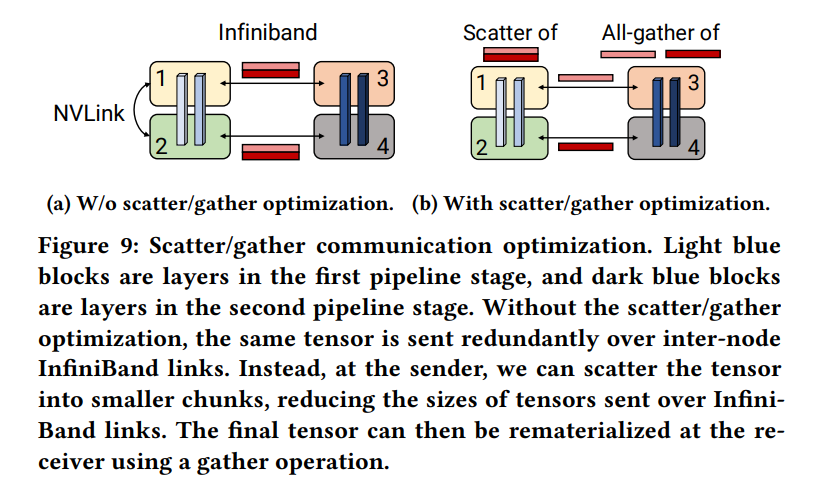 Infiniband
1
3
NVLink
2
4
(a) W/o scatter/gather optimization.
Scatter of
All-gather of
1
3
2
4
(b) With scatter/gather optimization.
Figure 9: Scatter/gather communication optimization. Light blue
blocks are layers in the first pipeline stage, and dark blue blocks
are layers in the second pipeline stage. Without the scatter/gather
optimization, the same tensor is sent redundantly over inter-node
InfiniBand links. Instead, at the sender, we can scatter the tensor
into smaller chunks, reducing the sizes of tensors sent over Infini-
Band links. The final tensor can then be rematerialized at the re-
ceiver using a gather operation.